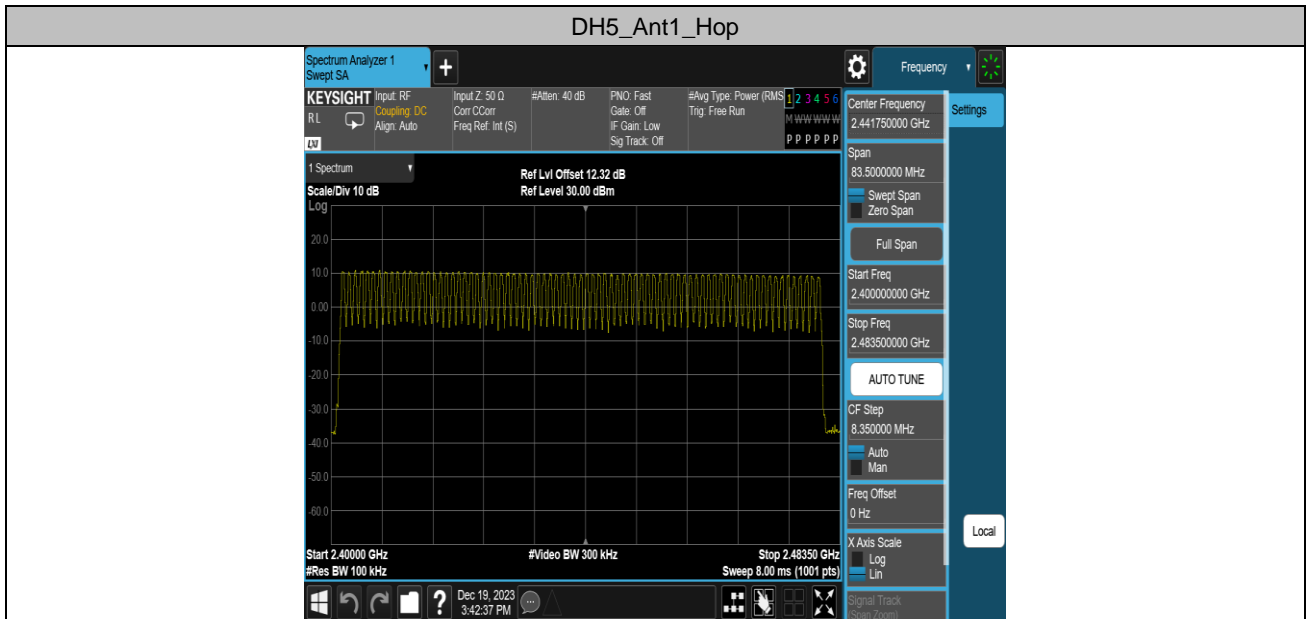 DH5_Ant1_Hop
Spectrum Analyzer 1
Swept SA
+
Frequency
KEYSIGHT
RL
LXI
Input: RF
Coupling: DC
Align: Auto
Input Z: 50 Ω
Corr CCorr
Freq Ref: Int (S)
#Atten: 40 dB
PNO: Fast
Gate: Off
IF Gain: Low
Sig Track: Off
#Avg Type: Power (RMS
Trig: Free Run
1 2 3 4 5 6
M W W W W W
P P P P P P
1 Spectrum
Scale/Div 10 dB
Ref Lvl Offset 12.32 dB
Ref Level 30.00 dBm
Log
20.0
10.0
0.00
-10.0
-20.0
-30.0
-40.0
-50.0
-60.0
Start 2.40000 GHz
#Res BW 100 kHz
#Video BW 300 kHz
Stop 2.48350 GHz
Sweep 8.00 ms (1001 pts)
Center Frequency
2.441750000 GHz
Settings
Span
83.5000000 MHz
Swept Span
Zero Span
Full Span
Start Freq
2.400000000 GHz
Stop Freq
2.483500000 GHz
AUTO TUNE
CF Step
8.350000 MHz
Auto
Man
Freq Offset
0 Hz
X Axis Scale
Log
Lin
Signal Track
(Span Zoom)
Local
?
Dec 19, 2023
3:42:37 PM